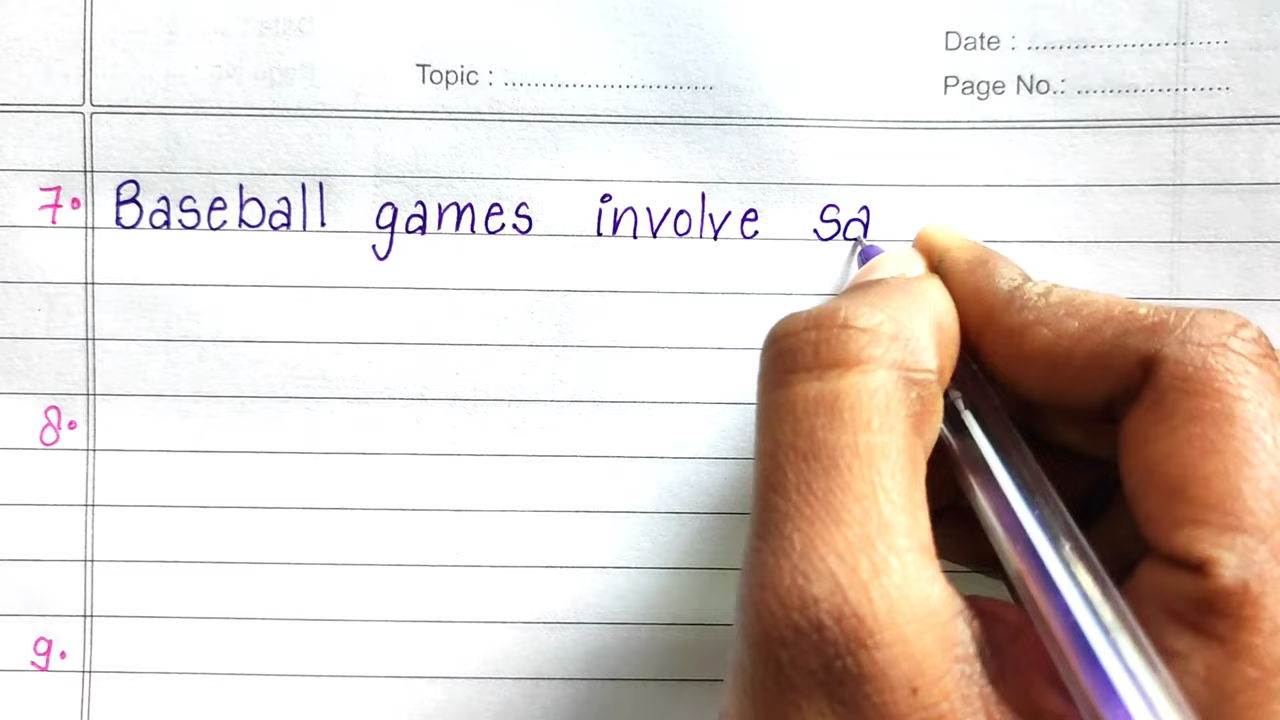 Date : ............................
Topic : ............................
Page No.: ....................
7. Baseball games involve sa
8.
9.